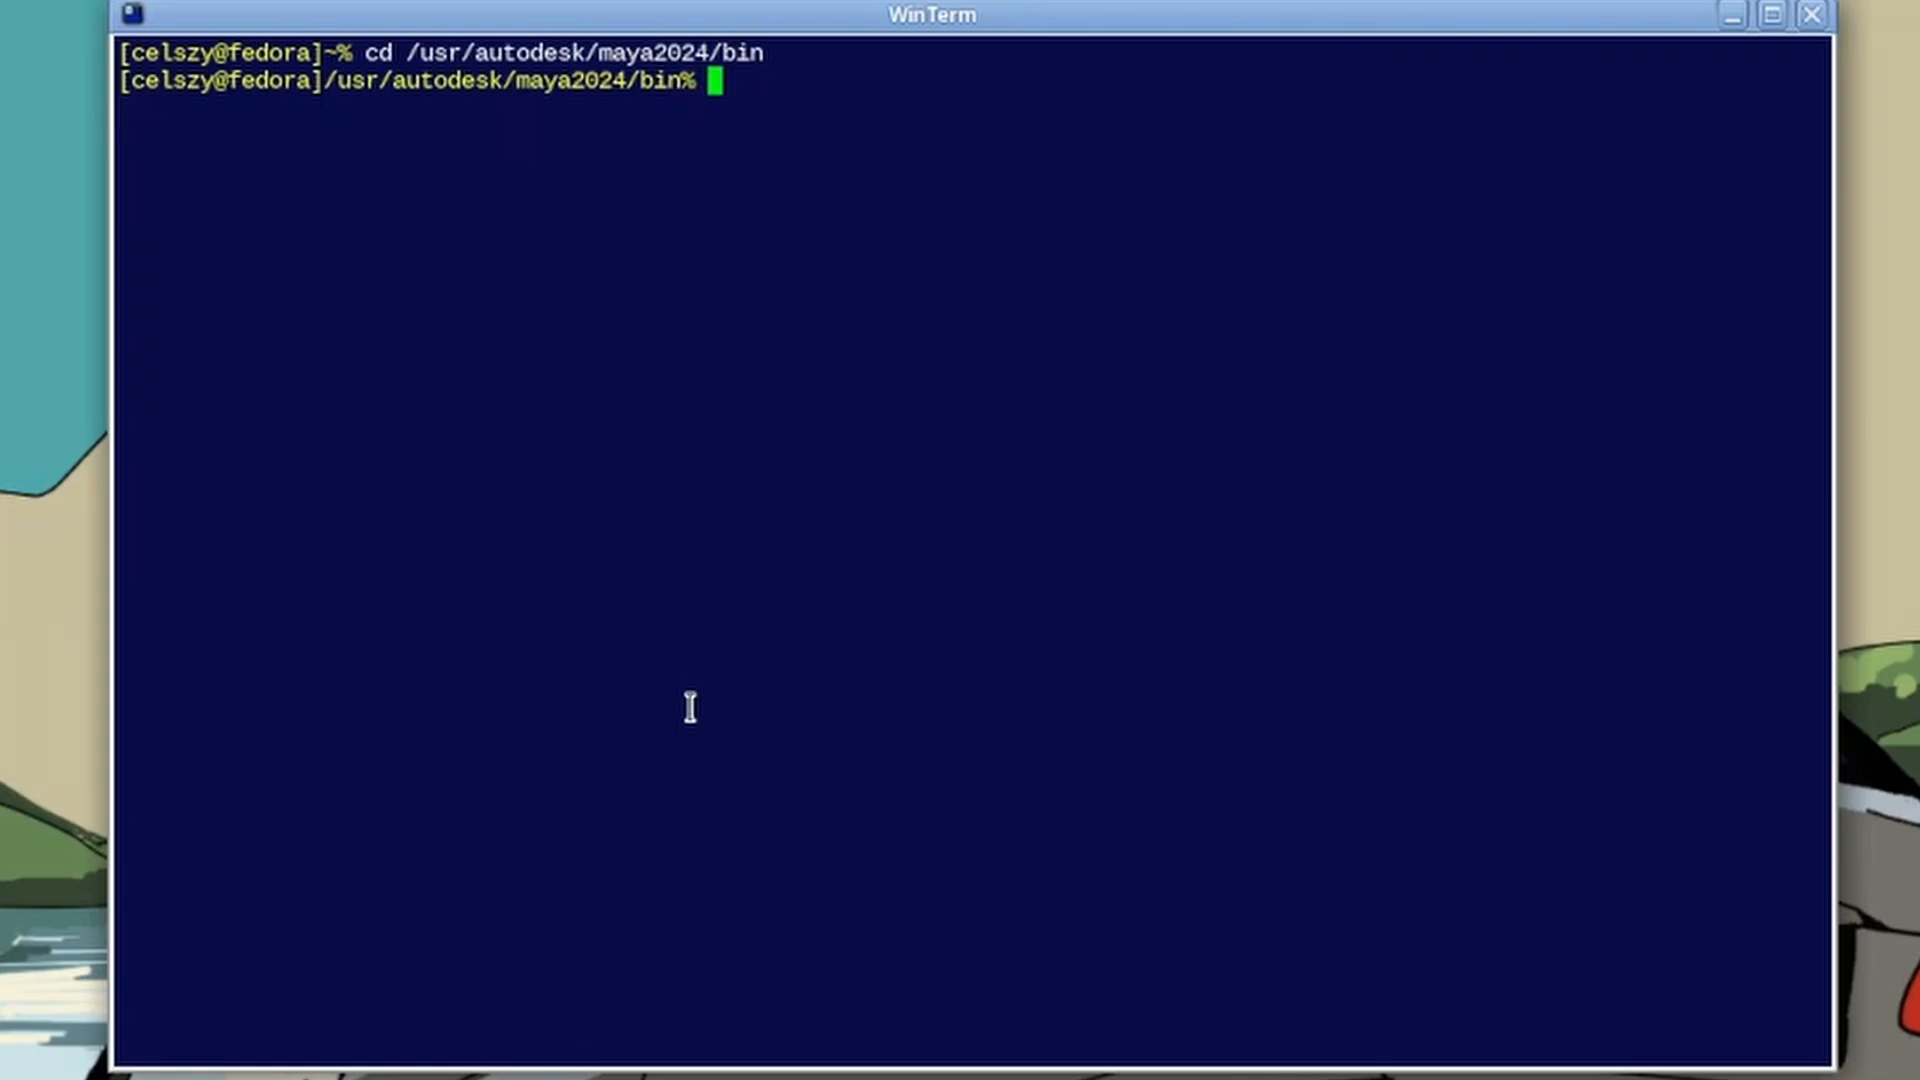 WinTerm
[celszy@fedora]~% cd /usr/autodesk/maya2024/bin
[celszy@fedora]/usr/autodesk/maya2024/bin%